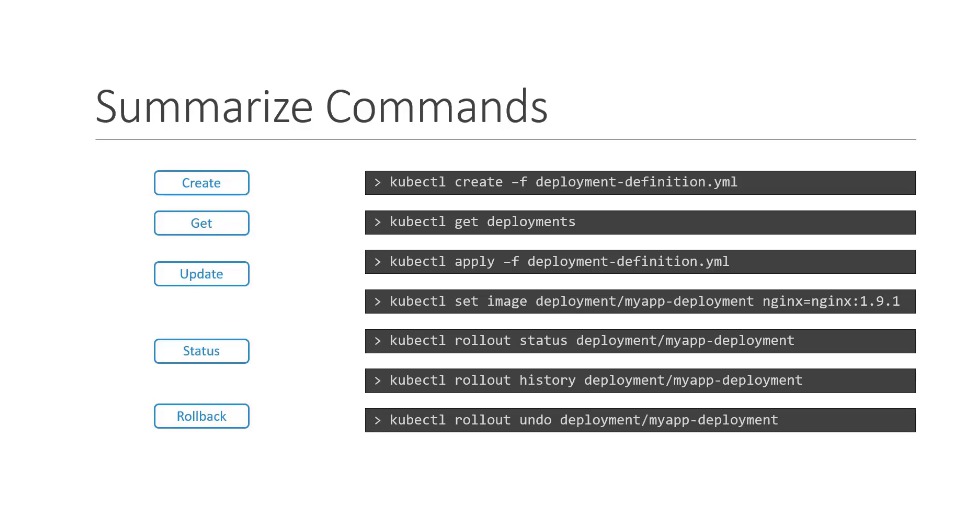 Summarize Commands
Create
> kubectl create –f deployment-definition.yml
Get
> kubectl get deployments
Update
> kubectl apply –f deployment-definition.yml
> kubectl set image deployment/myapp-deployment nginx=nginx:1.9.1
Status
> kubectl rollout status deployment/myapp-deployment
> kubectl rollout history deployment/myapp-deployment
Rollback
> kubectl rollout undo deployment/myapp-deployment